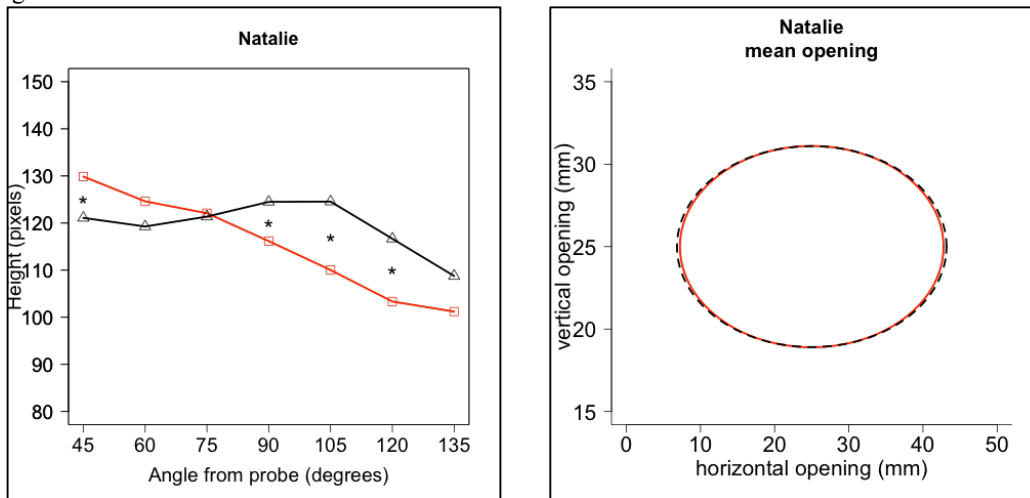 Natalie
150
140
130
120
110
100
90
80
Height (pixels)
*
*
*
*
45 60 75 90 105 120 135
Angle from probe (degrees)
Natalie
mean opening
35
30
25
20
15
vertical opening (mm)
0 10 20 30 40 50
horizontal opening (mm)